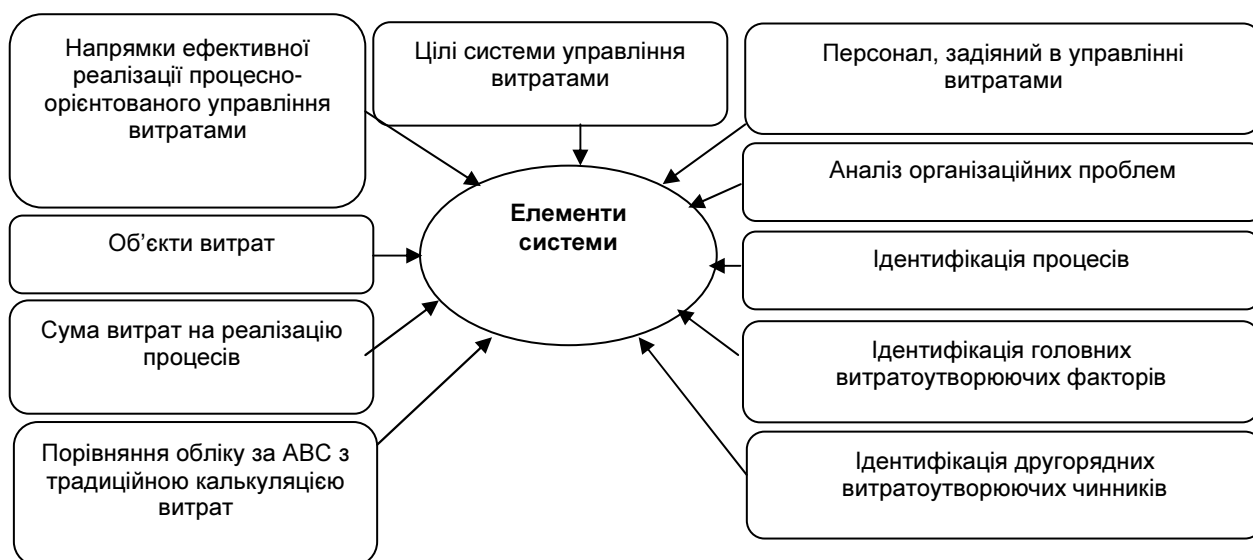 Напрямки ефективної
реалізації процесно-
орієнтованого управління
витратами
Цілі системи управління
витратами
Персонал, задіяний в управлінні
витратами
Аналіз організаційних проблем
Елементи
системи
Об’єкти витрат
Ідентифікація процесів
Сума витрат на реалізацію
процесів
Ідентифікація головних
витратоутворюючих факторів
Порівняння обліку за АВС з
традиційною калькуляцією
витрат
Ідентифікація другорядних
витратоутворюючих чинників